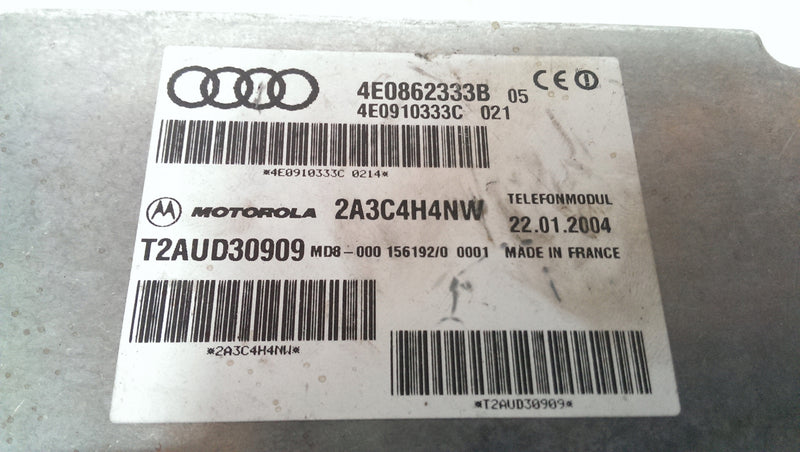 4E0862333B 05 CE
4E0910333C 021
*4E0910333C 0214*
MOTOROLA 2A3C4H4NW TELEFONMODUL
22.01.2004
T2AUD30909 MD8-000 156192/0 0001 MADE IN FRANCE
*2A3C4H4NW*
*T2AUD30909*